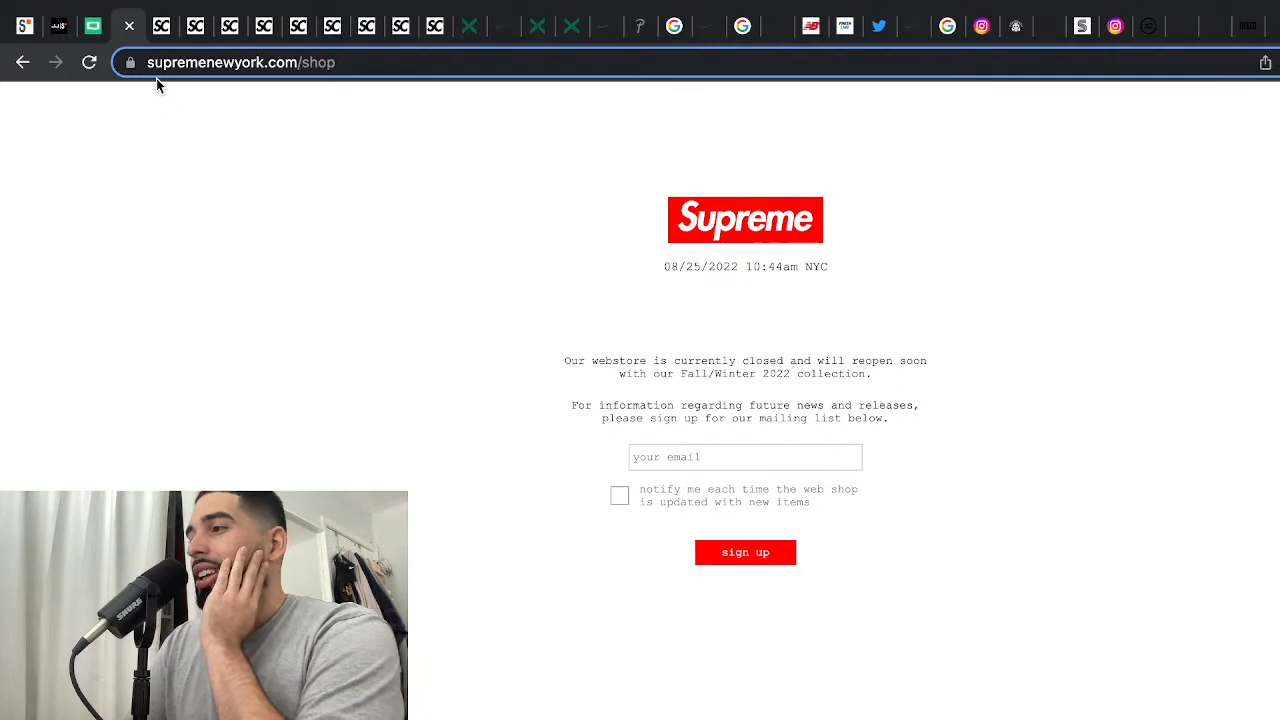 supremenewyork.com/shop
Supreme
08/25/2022 10:44am NYC
Our webstore is currently closed and will reopen soon
with our Fall/Winter 2022 collection.
For information regarding future news and releases,
please sign up for our mailing list below.
your email
notify me each time the web shop
is updated with new items
sign up
SHURE